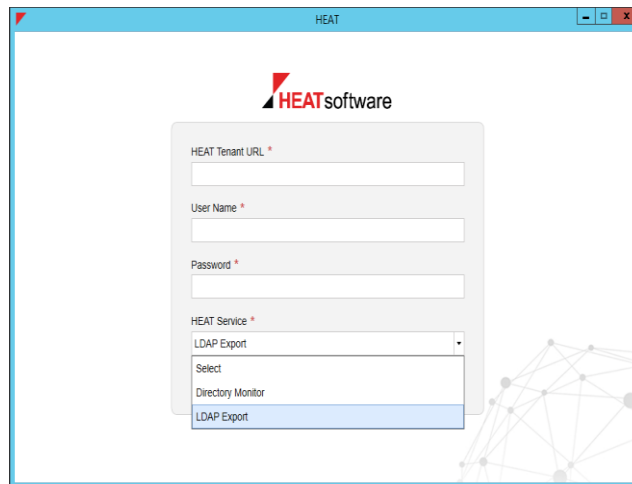 HEAT
HEATsoftware
HEAT Tenant URL *
User Name *
Password *
HEAT Service *
LDAP Export
Select
Directory Monitor
LDAP Export